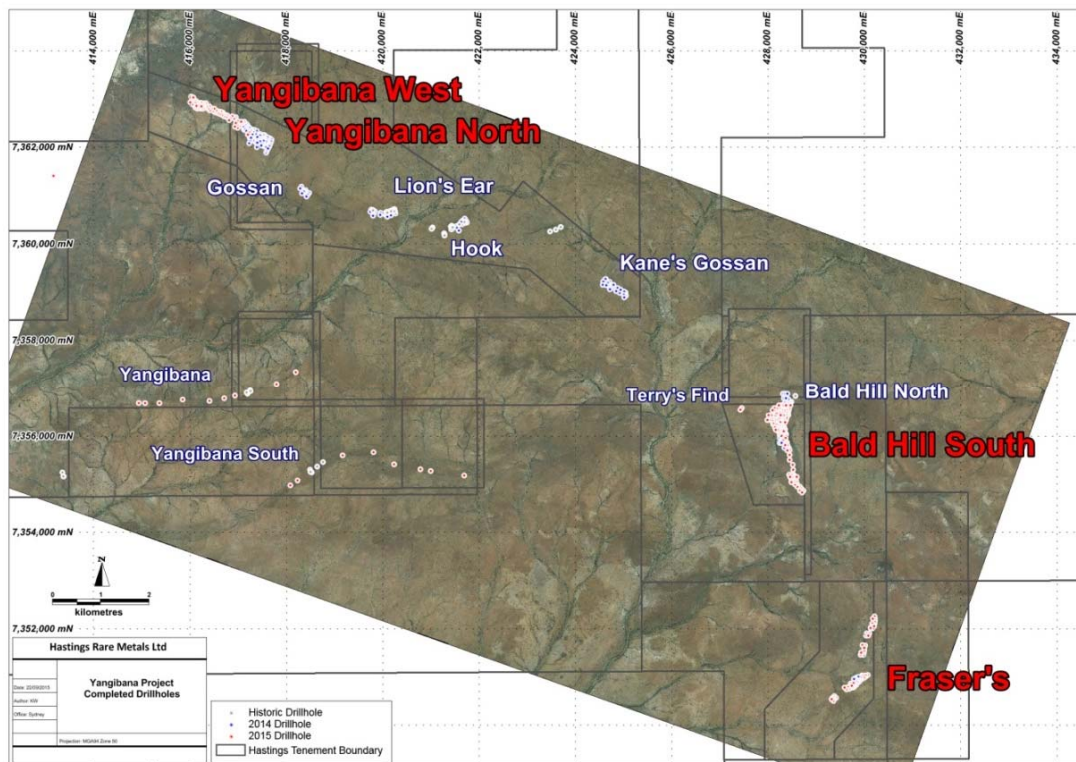 414,000 mE
416,000 mE
418,000 mE
420,000 mE
422,000 mE
424,000 mE
426,000 mE
428,000 mE
430,000 mE
432,000 mE
434,000 mE
Yangibana West
Yangibana North
7,362,000 mN
Gossan
Lion's Ear
7,360,000 mN
Hook
Kane's Gossan
7,358,000 mN
Yangibana
Terry's Find
Bald Hill North
7,356,000 mN
Bald Hill South
Yangibana South
7,354,000 mN
N
0 1 2
kilometres
7,352,000 mN
Fraser's
Hastings Rare Metals Ltd
Yangibana Project
Completed Drillholes
Author: KW
Office: Sydney
Historic Drillhole
2014 Drillhole
2015 Drillhole
Hastings Tenement Boundary